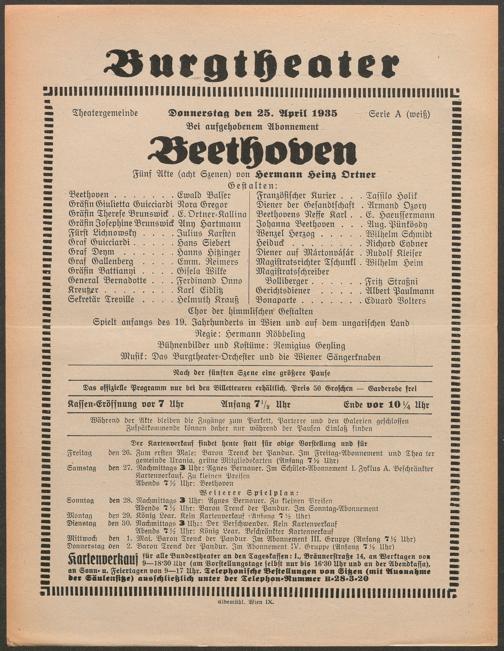 Burgtheater
Theatergemeinde Donnerstag den 25. April 1935 Serie A (weiß)
Bei aufgehobenem Abonnement
Beethoven
Fünf Akte (acht Szenen) von Hermann Heinz Ortner
Gestalten:
Beethoven . . . . . . . Ewald Balser
Gräfin Giulietta Guicciardi Nora Gregor
Gräfin Therese Brunswick . E. Ortner-Kallina
Gräfin Josephine Brunswick Any Hartmann
Fürst Lichnowsky . . . . . Julius Karsten
Graf Guicciardi . . . . . Hans Siebert
Graf Deym . . . . . Hanns Hitzinger
Graf Gallenberg . . . . . Emm. Reimers
Gräfin Battianyi . . . . . Gisela Wilke
General Bernadotte . . . . Ferdinand Onno
Kreutzer . . . . . Karl Eidlitz
Sekretär Treville . . . . . Helmuth Krauß
Französischer Kurier . . . Tassilo Holik
Diener der Gesandtschaft . Armand Ozory
Beethovens Neffe Karl . . E. Haeussermann
Johanna Beethoven . . . Aug. Pünkösdy
Wenzel Herzog . . . . . Wilhelm Schmidt
Heiduck . . . . . Richard Eybner
Diener auf Mártonvásár . Rudolf Kleiser
Magistratsrichter Tschunkl . Wilhelm Heim
Magistratschreiber
Volliberger . . . . . Fritz Straßni
Gerichtsdiener . . . . . Albert Paulmann
Bonaparte . . . . . Eduard Volters
Chor der himmlischen Gestalten
Spielt anfangs des 19. Jahrhunderts in Wien und auf dem ungarischen Land
Regie: Hermann Röbbeling
Bühnenbilder und Kostüme: Remigius Geyling
Musik: Das Burgtheater-Orchester und die Wiener Sängerknaben
Nach der fünften Szene eine größere Pause
Das offizielle Programm nur bei den Billetteuren erhältlich. Preis 50 Groschen — Garderobe frei
Kassen-Eröffnung vor 7 Uhr Anfang 7½ Uhr Ende vor 10¼ Uhr
Während der Akte bleiben die Zugänge zum Parkett, Parterre und den Galerien geschlossen
Zuspätkommende können daher nur während der Pausen Einlaß finden
Der Kartenverkauf findet heute statt für obige Vorstellung und für
Freitag den 26. Zum ersten Male: Baron Trenck der Pandur. Im Freitag-Abonnement und Theatergemeinde Urania, grüne Mitgliedskarten (Anfang 7½ Uhr)
Samstag den 27. Nachmittags 3 Uhr: Agnes Bernauer. Im Schüler-Abonnement I. Zyklus A. Beschränkter
Kartenverkauf. Zu kleinen Preisen
Abends 7½ Uhr: Beethoven
Weiterer Spielplan:
Sonntag den 28. Nachmittags 3 Uhr: Agnes Bernauer. Zu kleinen Preisen
Abends 7½ Uhr: Baron Trenck der Pandur. Im Sonntag-Abonnement
Montag den 29. König Lear. Kein Kartenverkauf (Anfang 7½ Uhr)
Dienstag den 30. Nachmittags 3 Uhr: Der Verschwender. Kein Kartenverkauf
Abends 7½ Uhr: König Lear. Beschränkter Kartenverkauf
Mittwoch den 1. Mai. Baron Trenck der Pandur. Im Abonnement III. Gruppe (Anfang 7½ Uhr)
Donnerstag den 2. Baron Trenck der Pandur. Im Abonnement IV. Gruppe (Anfang 7½ Uhr)
Kartenverkauf für alle Bundestheater an den Tageskassen: I., Bräunerstraße 14, an Werktagen von
9—18·30 Uhr (am Vorstellungstage selbst nur bis 16·30 Uhr und an der Abendkassa),
an Sonn- u. Feiertagen von 9—17 Uhr. Telephonische Bestellungen von Sitzen (mit Ausnahme
der Säulensitze) ausschließlich unter der Telephon-Nummer R-28-3-20
Elbemühl, Wien IX.